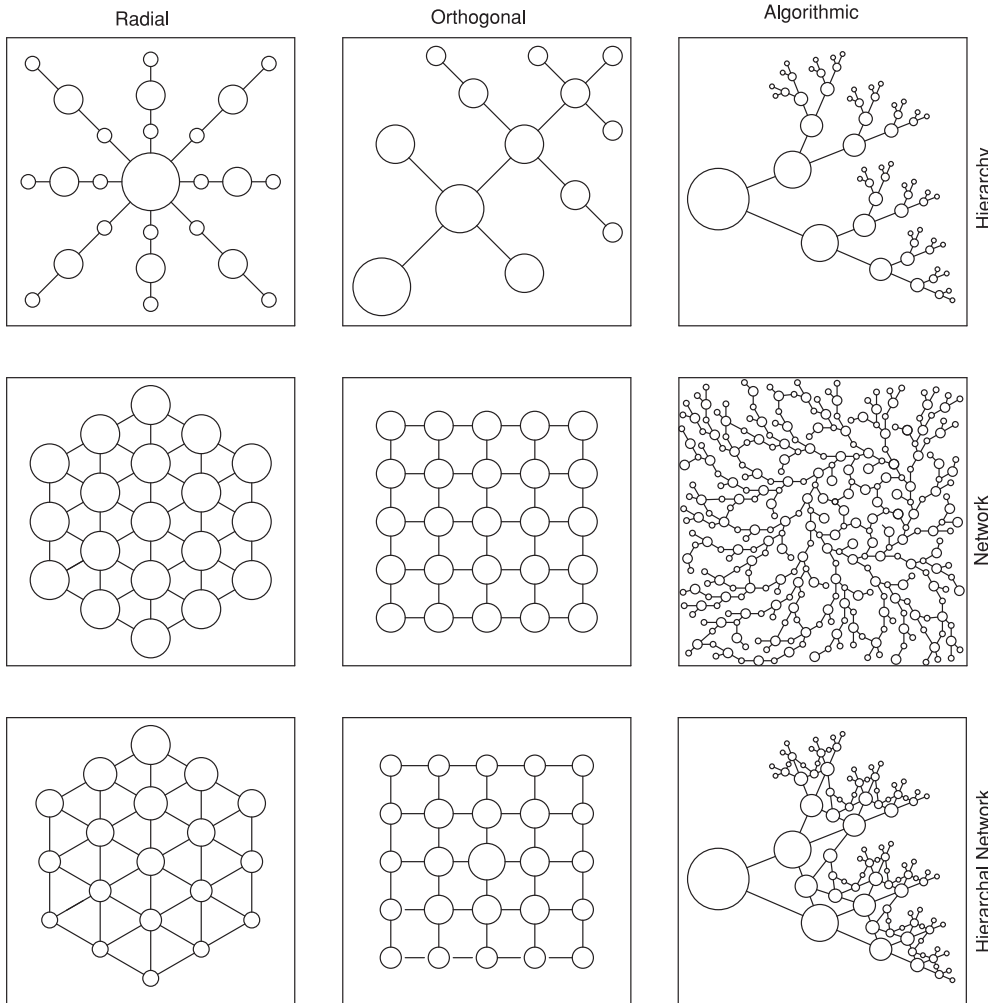 Radial
Orthogonal
Algorithmic
Hierarchy
Network
Hierarchal Network